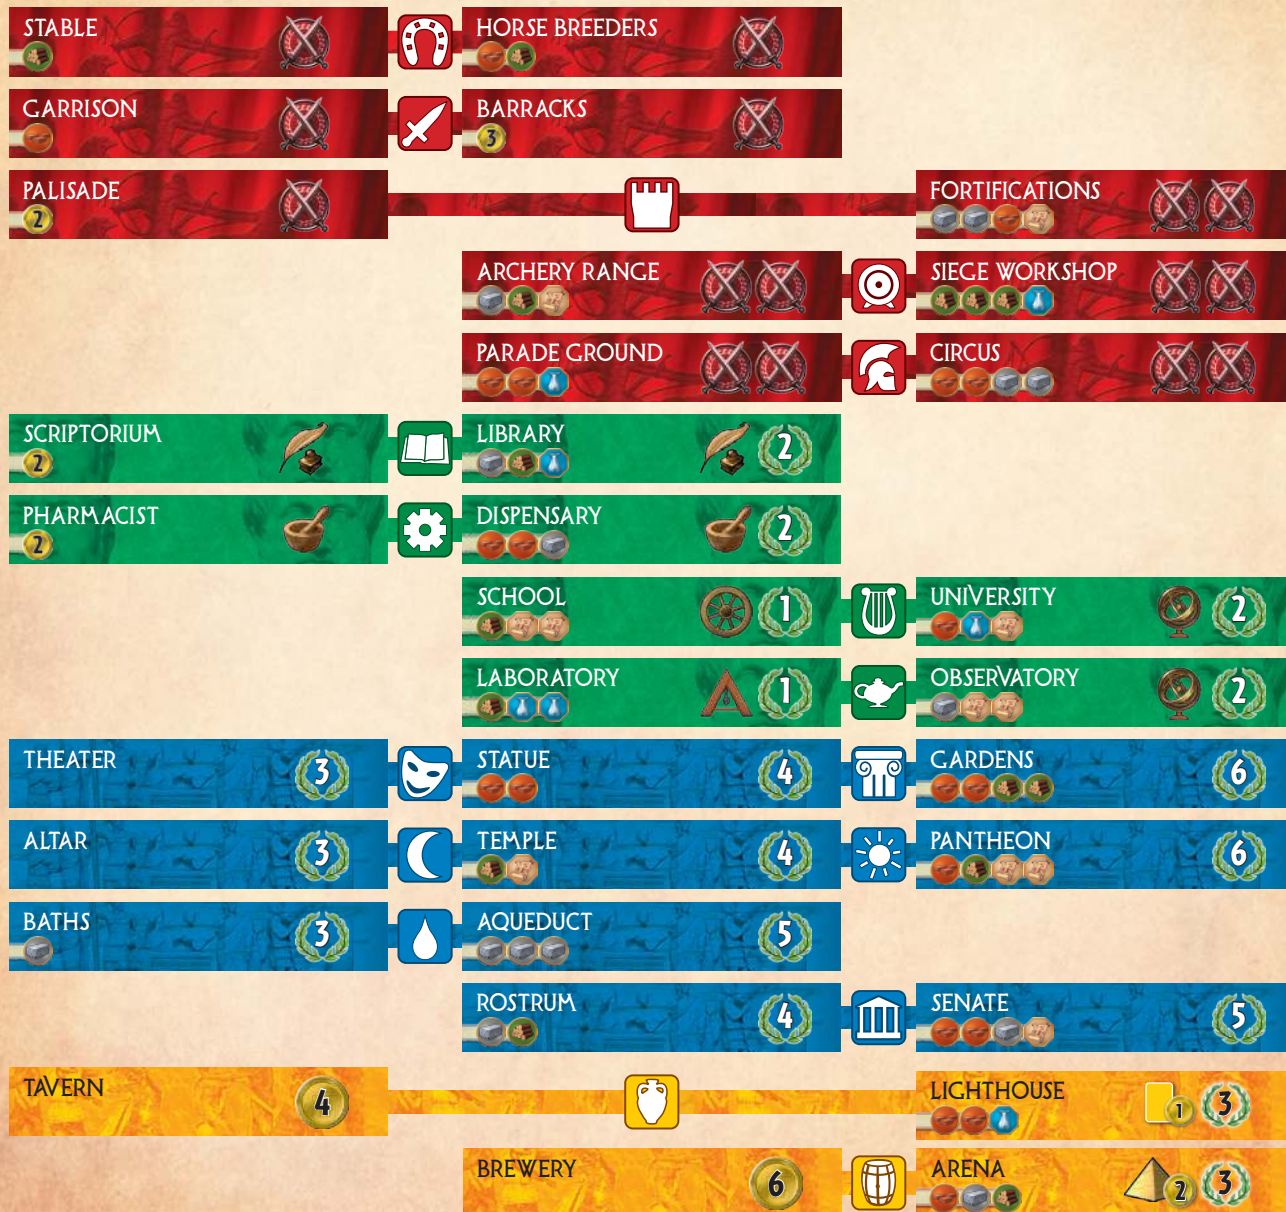 STABLE HORSE BREEDERS
GARRISON BARRACKS
3
PALISADE FORTIFICATIONS
2
ARCHERY RANGE SIEGE WORKSHOP
PARADE GROUND CIRCUS
SCRIPTORIUM LIBRARY 2
2
PHARMACIST DISPENSARY 2
2
SCHOOL 1 UNIVERSITY 2
LABORATORY 1 OBSERVATORY 2
THEATER 3 STATUE 4 GARDENS 6
ALTAR 3 TEMPLE 4 PANTHEON 6
BATHS 3 AQUEDUCT 5
ROSTRUM 4 SENATE 5
TAVERN 4 LIGHTHOUSE 1 3
BREWERY 6 ARENA 2 3